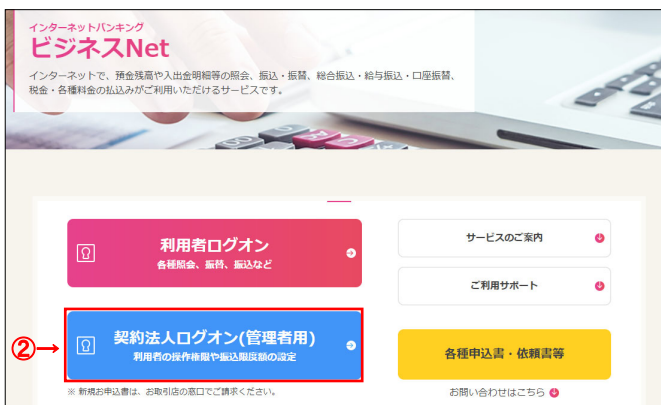 インターネットバンキング
ビジネスNet
インターネットで、預金残高や入出金明細等の照会、振込・振替、総合振込・給与振込・口座振替、
税金・各種料金の払込みがご利用いただけるサービスです。
利用者ログオン
各種照会、振替、振込など
サービスのご案内
ご利用サポート
②→
契約法人ログオン(管理者用)
利用者の操作権限や振込限度額の設定
各種申込書・依頼書等
※ 新規お申込書は、お取引店の窓口でご請求ください。
お問い合わせはこちら